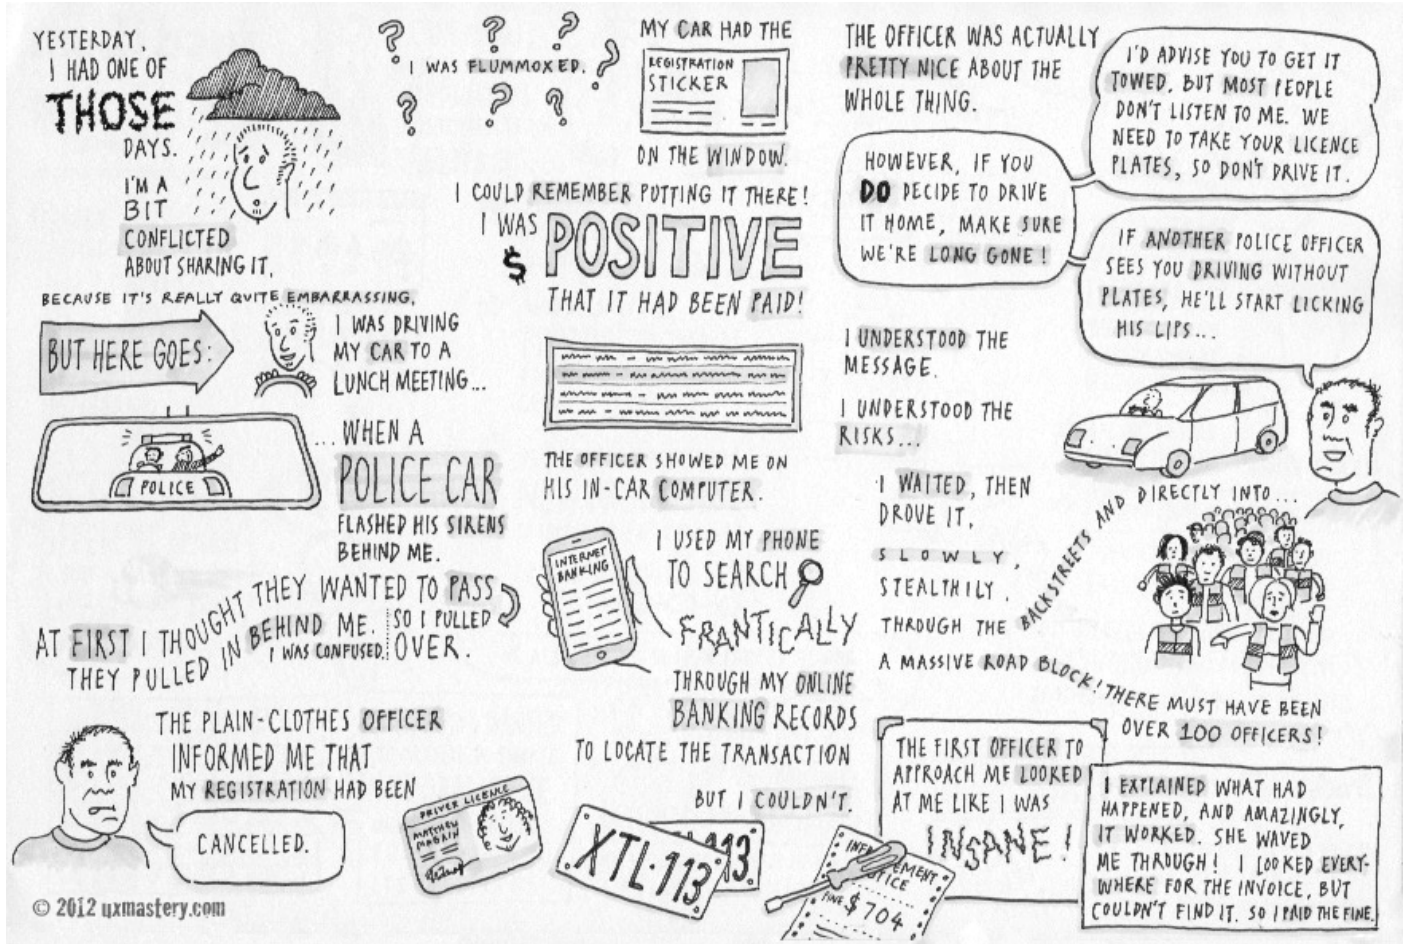 YESTERDAY,
I HAD ONE OF
THOSE
DAYS.
I'M A
BIT
CONFLICTED
ABOUT SHARING IT,
BECAUSE IT'S REALLY QUITE EMBARRASSING.
BUT HERE GOES:
I WAS DRIVING
MY CAR TO A
LUNCH MEETING...
... WHEN A
POLICE CAR
FLASHED HIS SIRENS
BEHIND ME.
POLICE
AT FIRST I THOUGHT THEY WANTED TO PASS
THEY PULLED IN BEHIND ME.
I WAS CONFUSED.
SO I PULLED
OVER.
THE PLAIN-CLOTHES OFFICER
INFORMED ME THAT
MY REGISTRATION HAD BEEN
CANCELLED.
DRIVER LICENCE
MATTHEW
MAGAIN
© 2012 uxmastery.com
? ? ? ? ? ? ?
I WAS FLUMMOXED.
MY CAR HAD THE
REGISTRATION
STICKER
ON THE WINDOW.
I COULD REMEMBER PUTTING IT THERE!
I WAS
$ POSITIVE
THAT IT HAD BEEN PAID!
THE OFFICER SHOWED ME ON
HIS IN-CAR COMPUTER.
INTERNET
BANKING
I USED MY PHONE
TO SEARCH
FRANTICALLY
THROUGH MY ONLINE
BANKING RECORDS
TO LOCATE THE TRANSACTION
BUT I COULDN'T.
XTL·113
113
THE OFFICER WAS ACTUALLY
PRETTY NICE ABOUT THE
WHOLE THING.
I'D ADVISE YOU TO GET IT
TOWED, BUT MOST PEOPLE
DON'T LISTEN TO ME. WE
NEED TO TAKE YOUR LICENCE
PLATES, SO DON'T DRIVE IT.
HOWEVER, IF YOU
DO DECIDE TO DRIVE
IT HOME, MAKE SURE
WE'RE LONG GONE!
IF ANOTHER POLICE OFFICER
SEES YOU DRIVING WITHOUT
PLATES, HE'LL START LICKING
HIS LIPS...
I UNDERSTOOD THE
MESSAGE.
I UNDERSTOOD THE
RISKS...
I WAITED, THEN
DROVE IT,
SLOWLY,
STEALTHILY,
THROUGH THE BACKSTREETS AND DIRECTLY INTO...
A MASSIVE ROAD BLOCK! THERE MUST HAVE BEEN
OVER 100 OFFICERS!
THE FIRST OFFICER TO
APPROACH ME LOOKED
AT ME LIKE I WAS
INSANE!
NOTICE
FINE $704
I EXPLAINED WHAT HAD
HAPPENED, AND AMAZINGLY,
IT WORKED. SHE WAVED
ME THROUGH! I LOOKED EVERY-
WHERE FOR THE INVOICE, BUT
COULDN'T FIND IT. SO I PAID THE FINE.